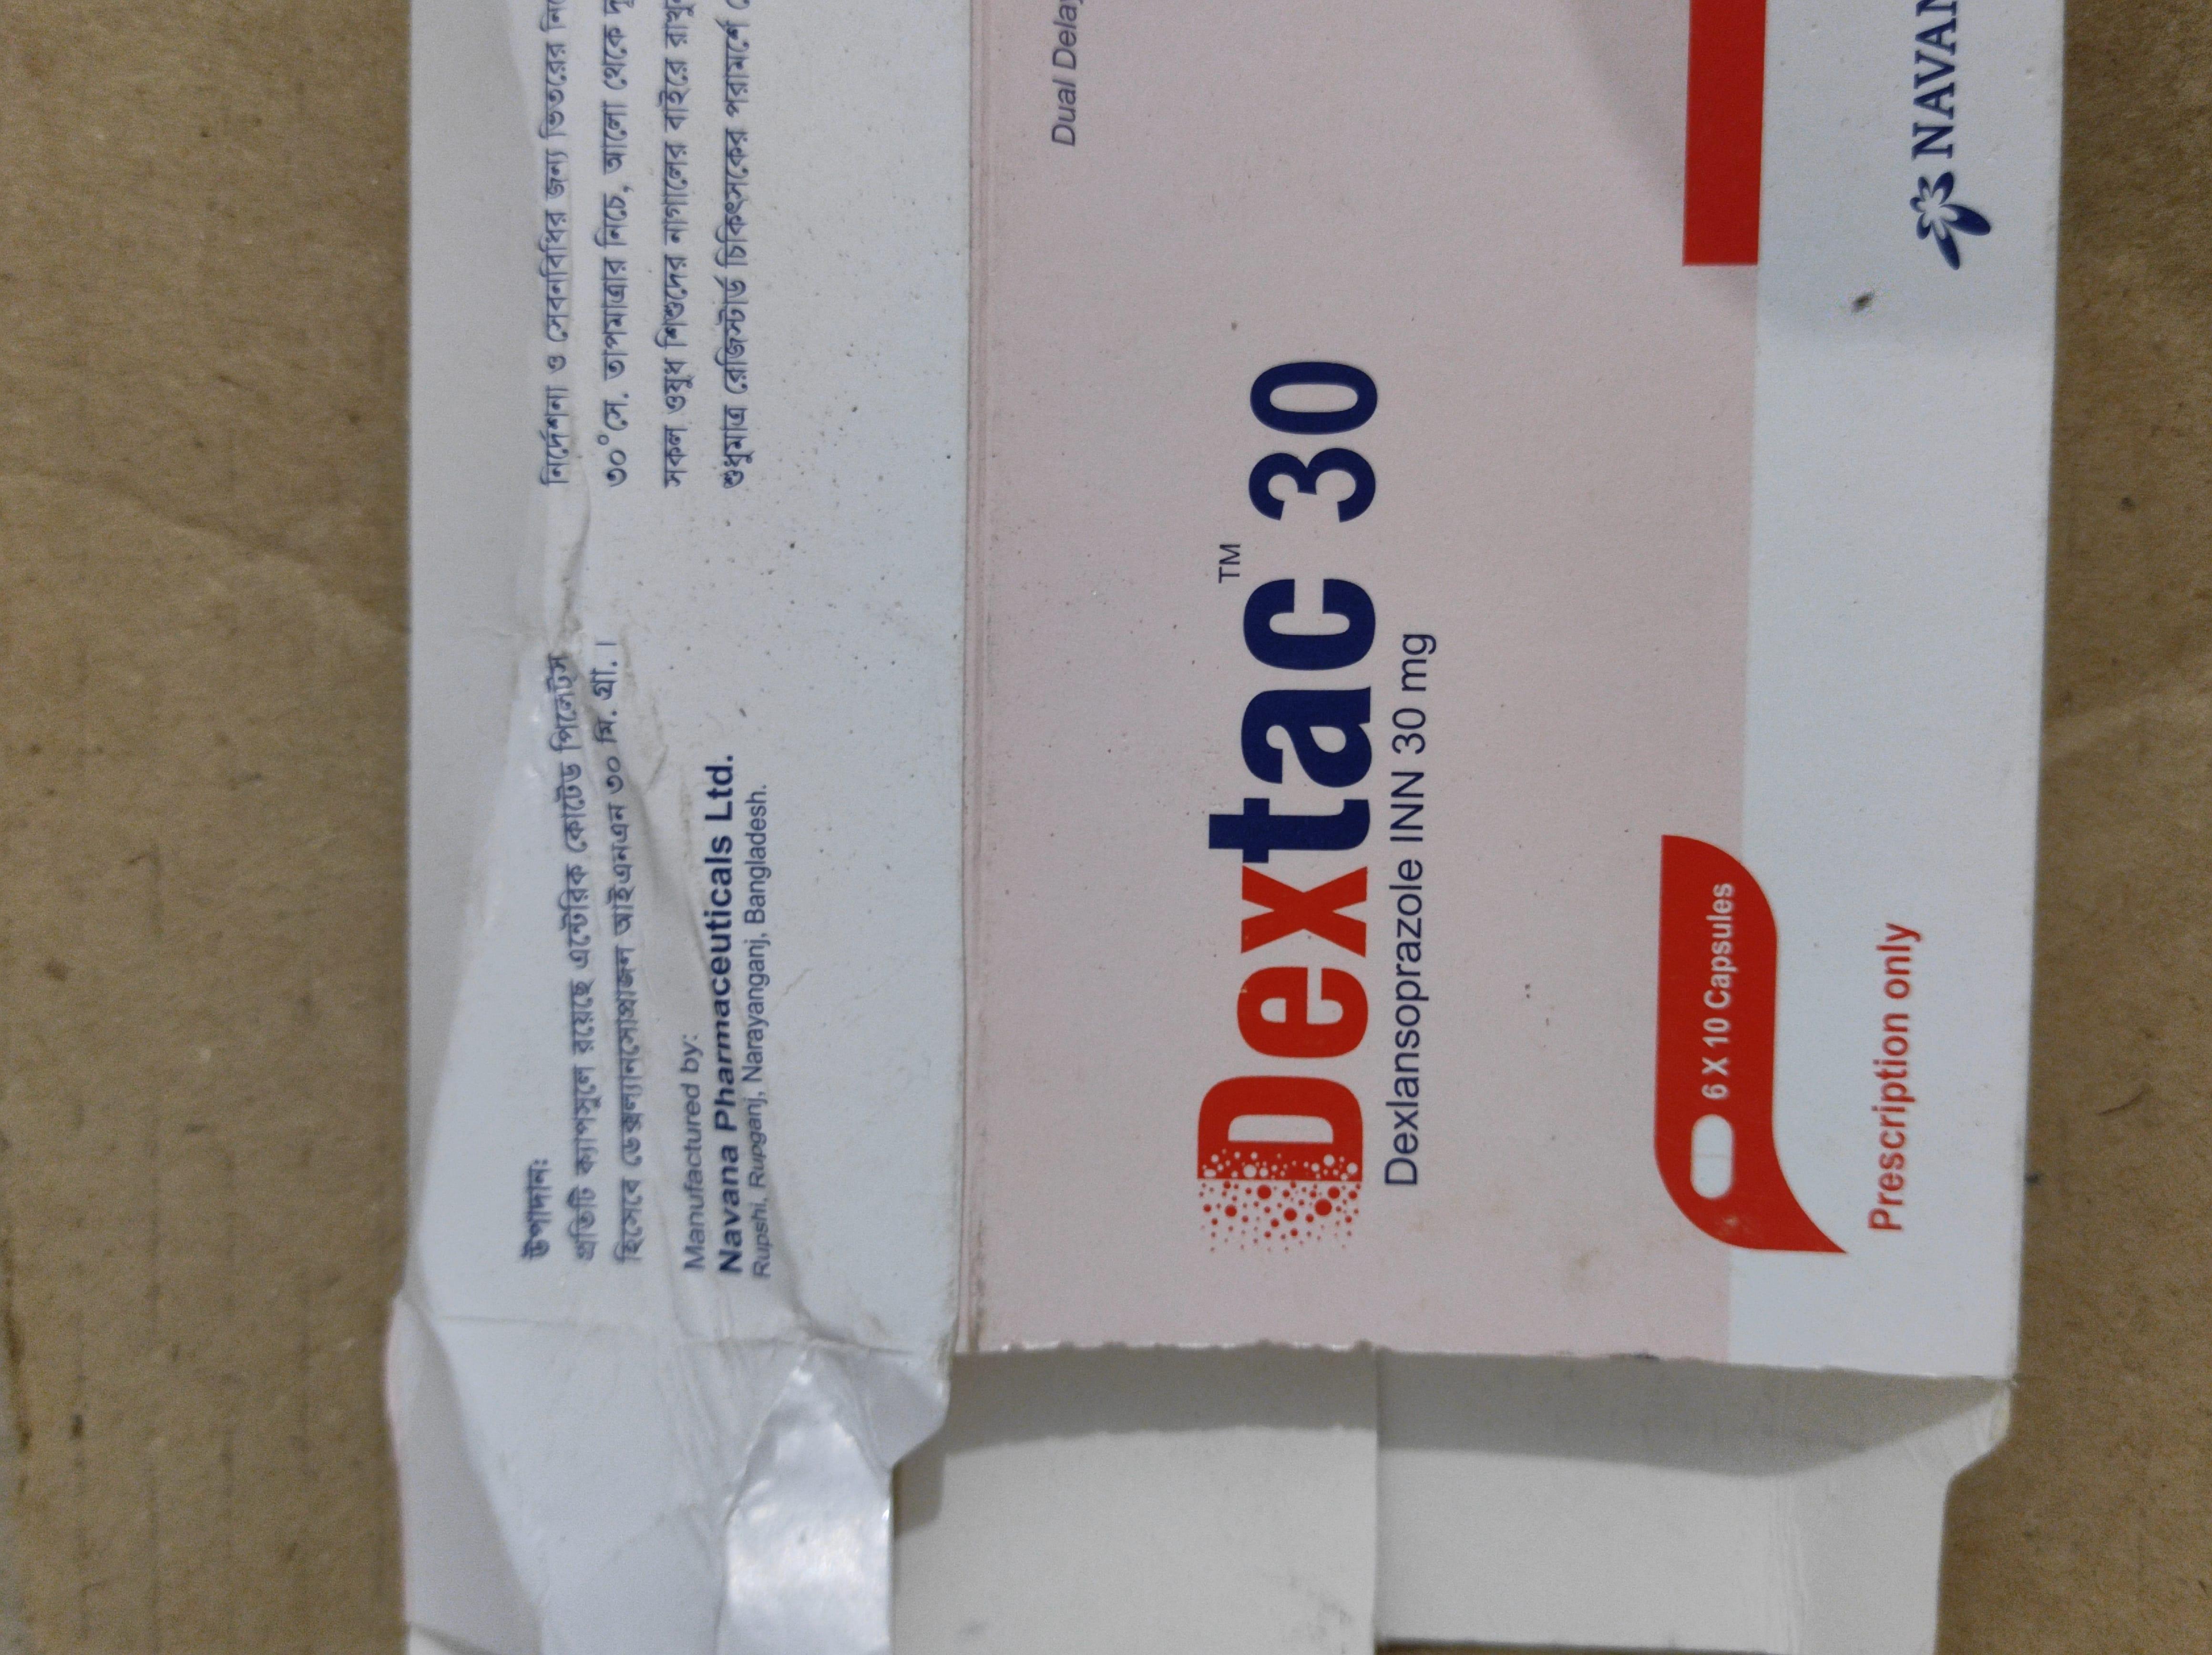 উপাদান:
প্রতিটি ক্যাপসুলে রয়েছে এন্টেরিক কোটেড পিলেট্স
হিসেবে ডেক্সল্যানসোপ্রাজল আইএনএন ৩০ মি. গ্রা. ।
Manufactured by:
Navana Pharmaceuticals Ltd.
Rupshi, Rupganj, Narayanganj, Bangladesh.
নির্দেশনা ও সেবনবিধির জন্য ভিতরের
৩০°সে. তাপমাত্রার নিচে, আলো থেকে
সকল ওষুধ শিশুদের নাগালের বাইরে
শুধুমাত্র রেজিস্টার্ড চিকিৎসকের পরামর্শে
Dual
Dextac™ 30
Dexlansoprazole INN 30 mg
6 X 10 Capsules
Prescription only